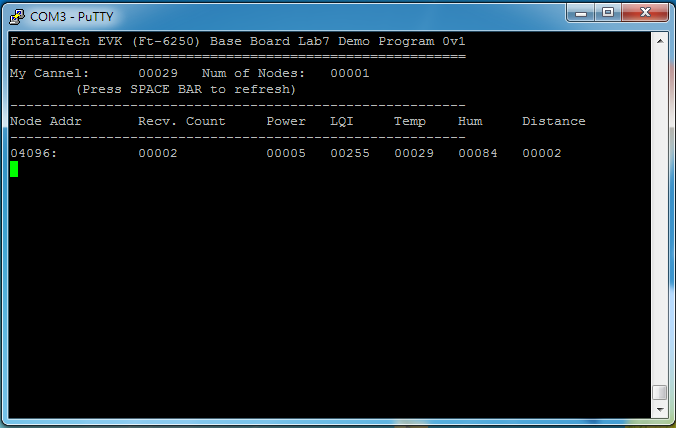 COM3 - PuTTY
FontalTech EVK (Ft-6250) Base Board Lab7 Demo Program 0v1
=========================================================
My Cannel:      00029   Num of Nodes:   00001
        (Press SPACE BAR to refresh)
---------------------------------------------------------
Node Addr       Recv. Count     Power   LQI     Temp    Hum     Distance
---------------------------------------------------------
04096:          00002           00005   00255   00029   00084   00002